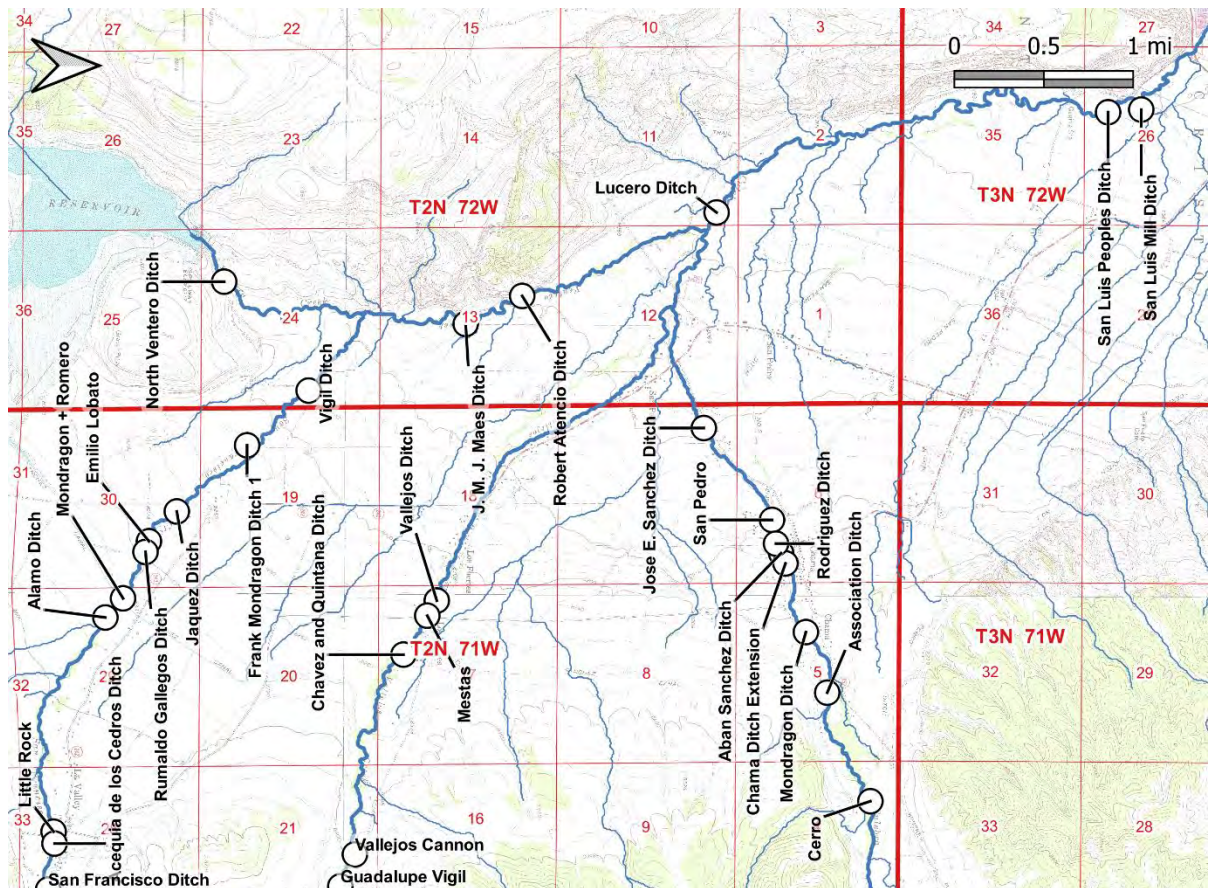 34
27
22
15
10
3
34
27
0
0.5
1 mi
35
26
23
14
11
2
35
26
RESERVOIR
T2N 72W
Lucero Ditch
T3N 72W
San Luis Peoples Ditch
San Luis Mill Ditch
North Ventero Ditch
36
25
24
13
12
1
36
Mondragon + Romero
Emilio Lobato
Vigil Ditch
J. M. J. Maes Ditch
Robert Atencio Ditch
31
30
19
18
31
30
Alamo Ditch
Jaquez Ditch
Frank Mondragon 1 Ditch
Vallejos Ditch
Jose E. Sanchez Ditch
San Pedro
Rodriguez Ditch
Association Ditch
Rumaldo Gallegos Ditch
Chavez and Quintana Ditch
T2N 71W
Mestas
Aban Sanchez Ditch
Chama Ditch Extension
Mondragon Ditch
T3N 71W
32
20
8
5
32
29
Little Rock
Acequia de los Cedros Ditch
33
21
16
9
Cerro
33
28
Vallejos Cannon
San Francisco Ditch
Guadalupe Vigil